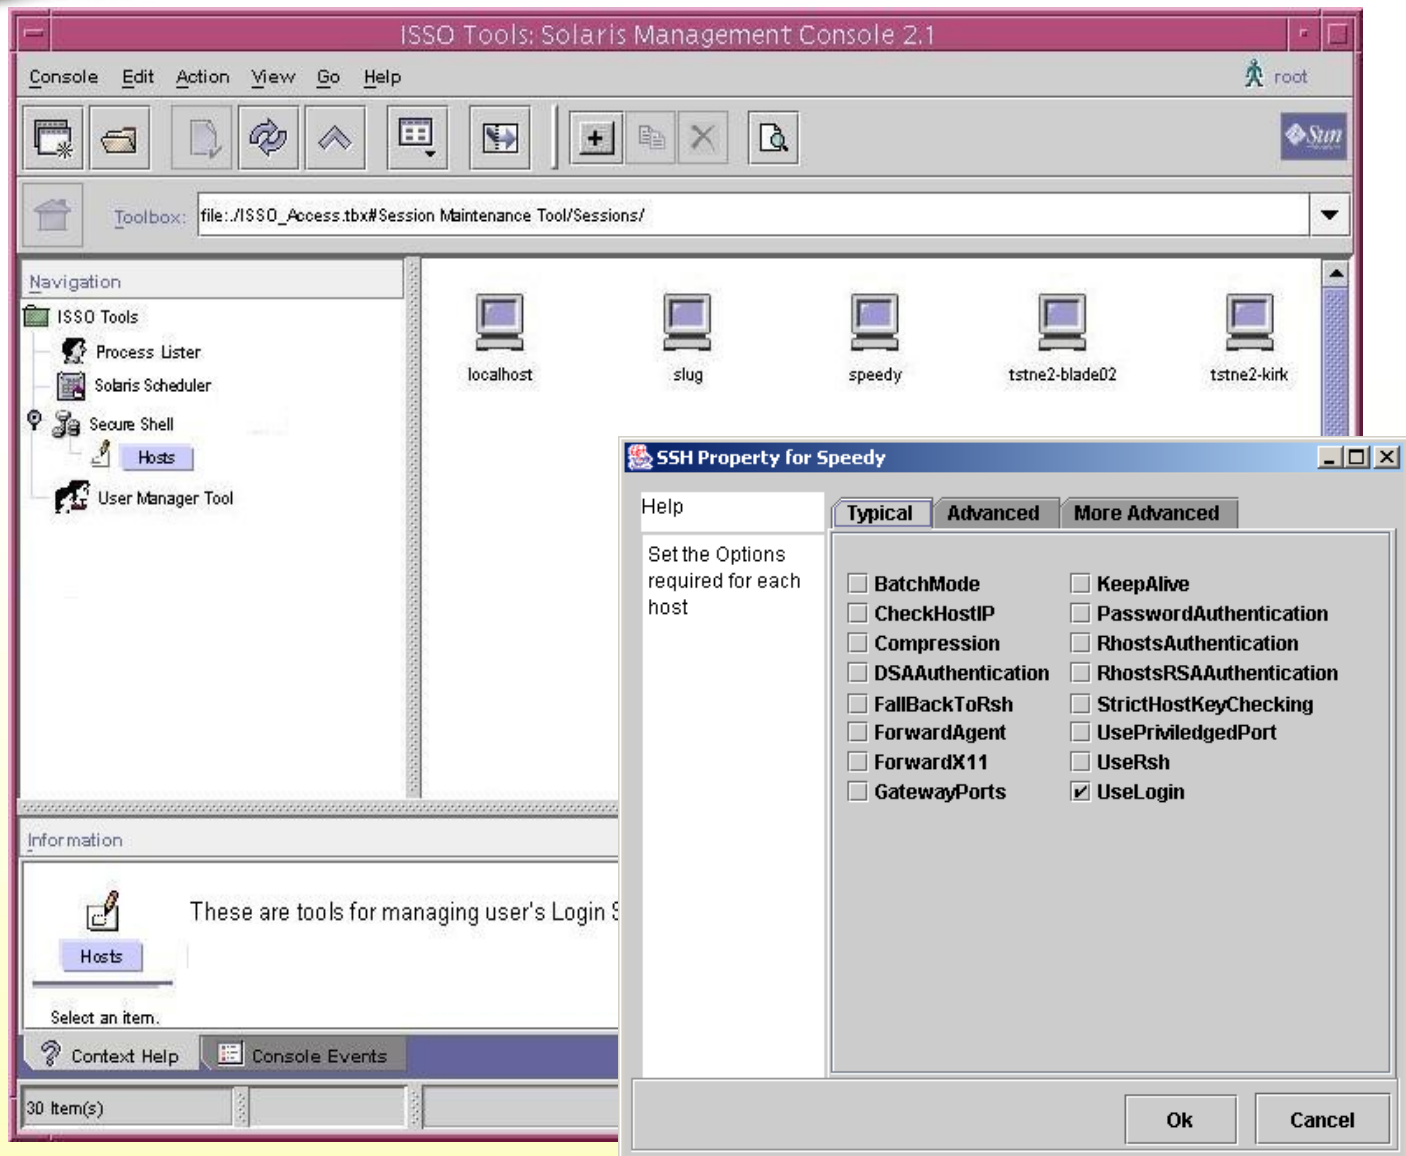 ISSO Tools: Solaris Management Console 2.1
Console Edit Action View Go Help
root
Sun
Toolbox: file:./ISSO_Access.tbx#Session Maintenance Tool/Sessions/
Navigation
ISSO Tools
Process Lister
Solaris Scheduler
Secure Shell
Hosts
User Manager Tool
localhost slug speedy tstne2-blade02 tstne2-kirk
SSH Property for Speedy
Help
Set the Options
required for each
host
Typical Advanced More Advanced
BatchMode KeepAlive
CheckHostIP PasswordAuthentication
Compression RhostsAuthentication
DSAAuthentication RhostsRSAAuthentication
FallBackToRsh StrictHostKeyChecking
ForwardAgent UsePriviledgedPort
ForwardX11 UseRsh
GatewayPorts UseLogin
Ok Cancel
Information
These are tools for managing user's Login
Hosts
Select an item.
Context Help Console Events
30 Item(s)